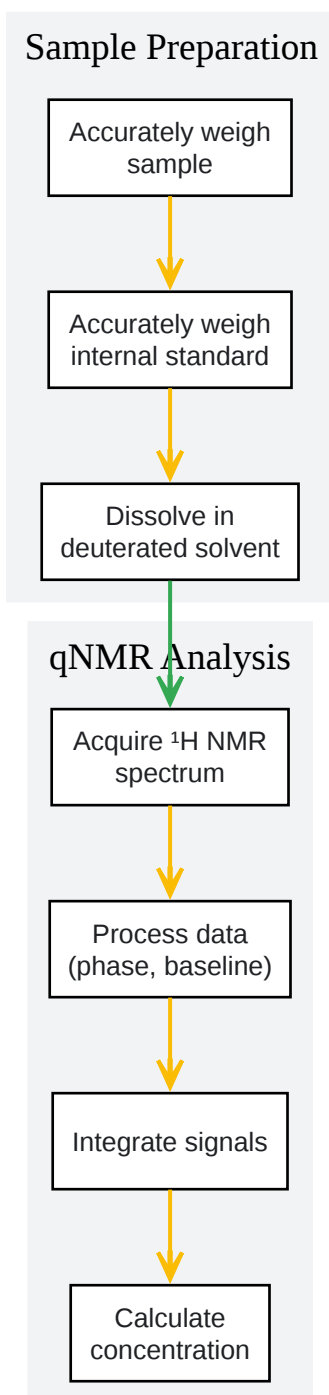 Sample Preparation
Accurately weigh
sample
Accurately weigh
internal standard
Dissolve in
deuterated solvent
qNMR Analysis
Acquire ¹H NMR
spectrum
Process data
(phase, baseline)
Integrate signals
Calculate
concentration